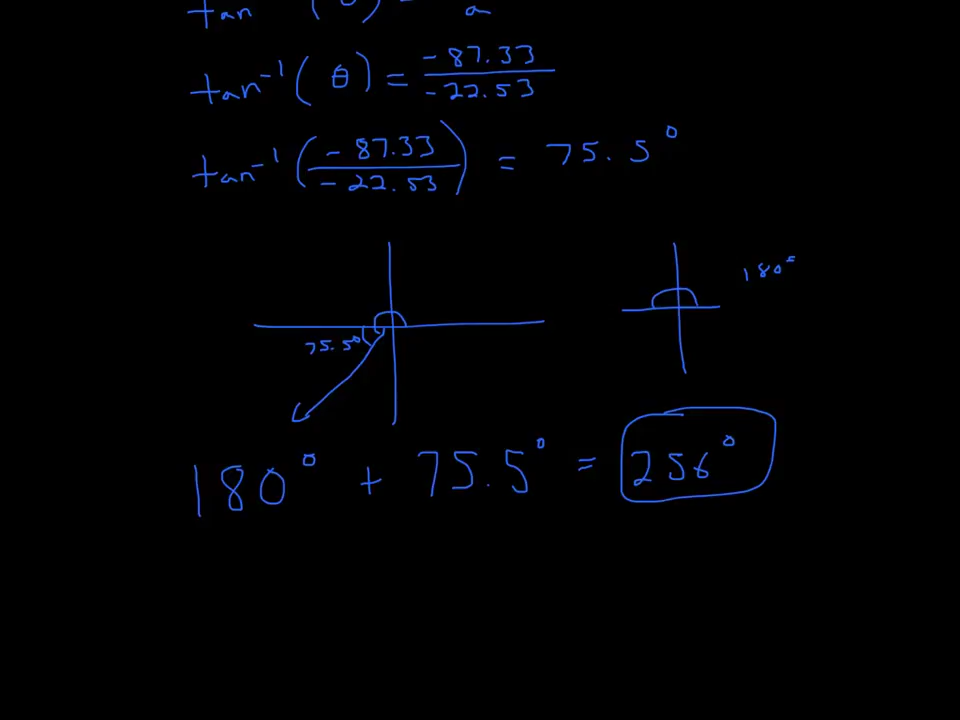 tan (θ) = — a
tan⁻¹(θ) = -87.33 / -22.53
tan⁻¹(-87.33 / -22.53) = 75.5°
180°
75.5°
180° + 75.5° = 256°